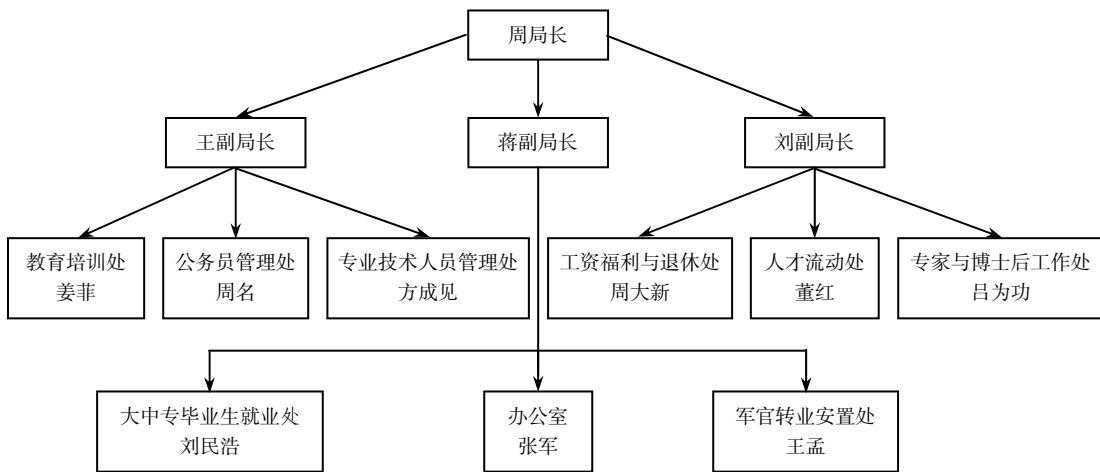 周局长
王副局长
蒋副局长
刘副局长
教育培训处
姜菲
公务员管理处
周名
专业技术人员管理处
方成见
工资福利与退休处
周大新
人才流动处
董红
专家与博士后工作处
吕为功
大中专毕业生就业处
刘民浩
办公室
张军
军官转业安置处
王孟